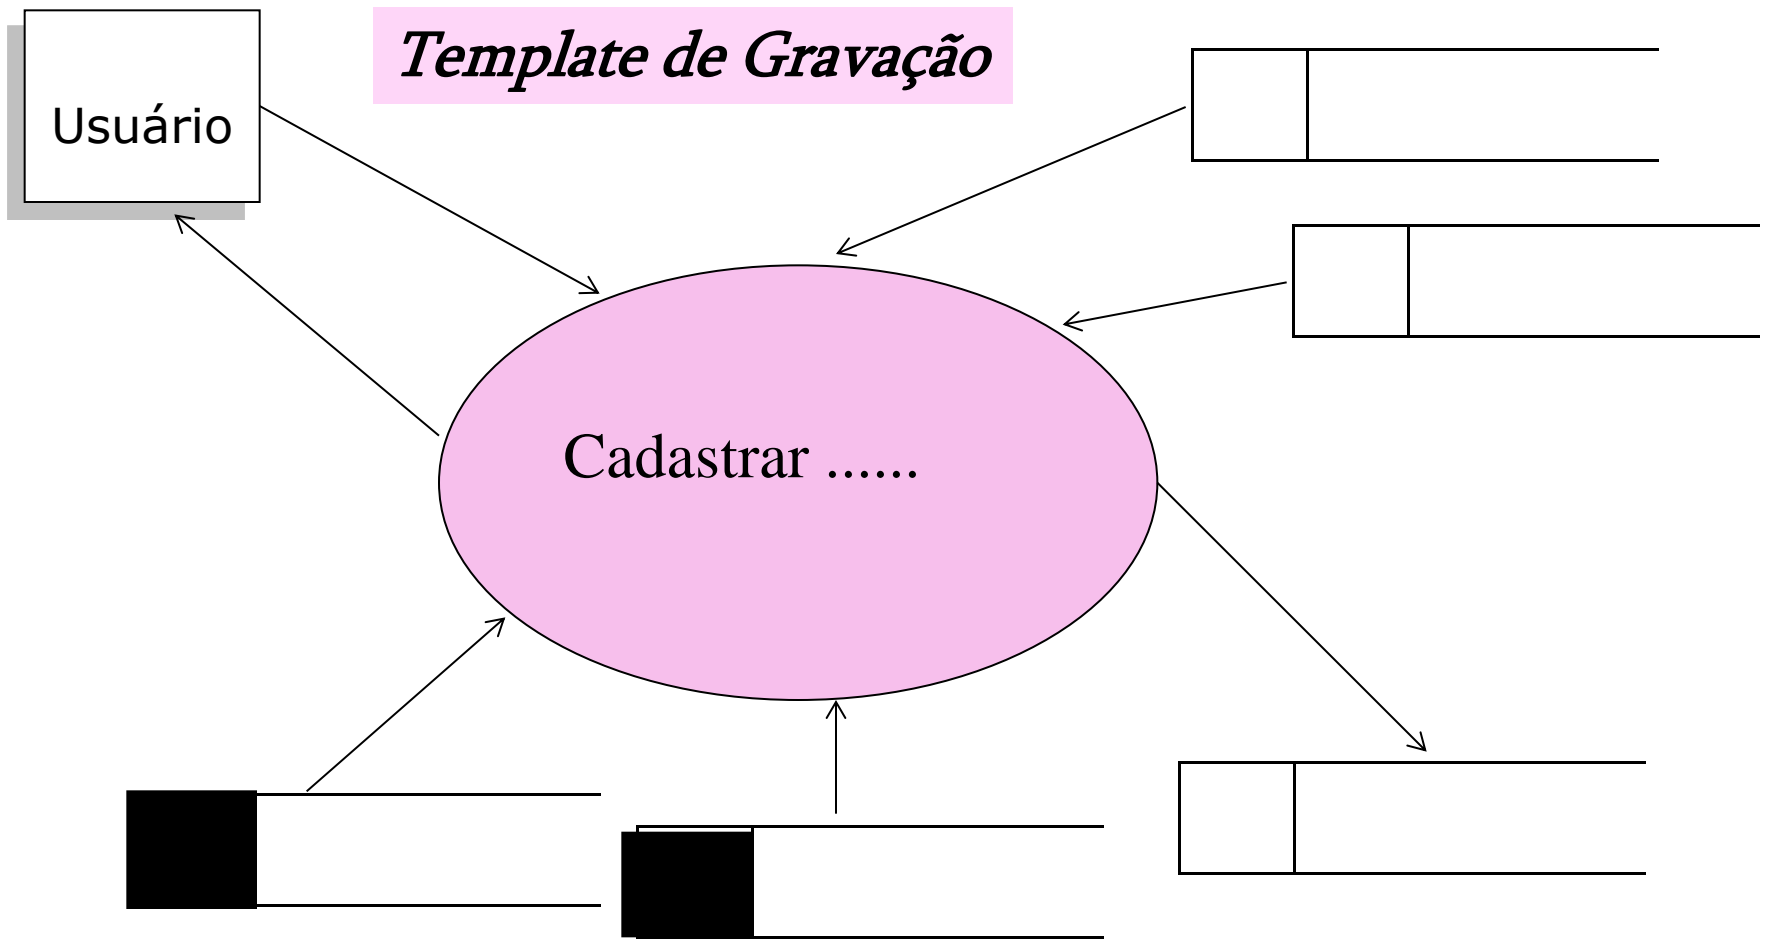 Template de Gravação
Usuário
Cadastrar ......